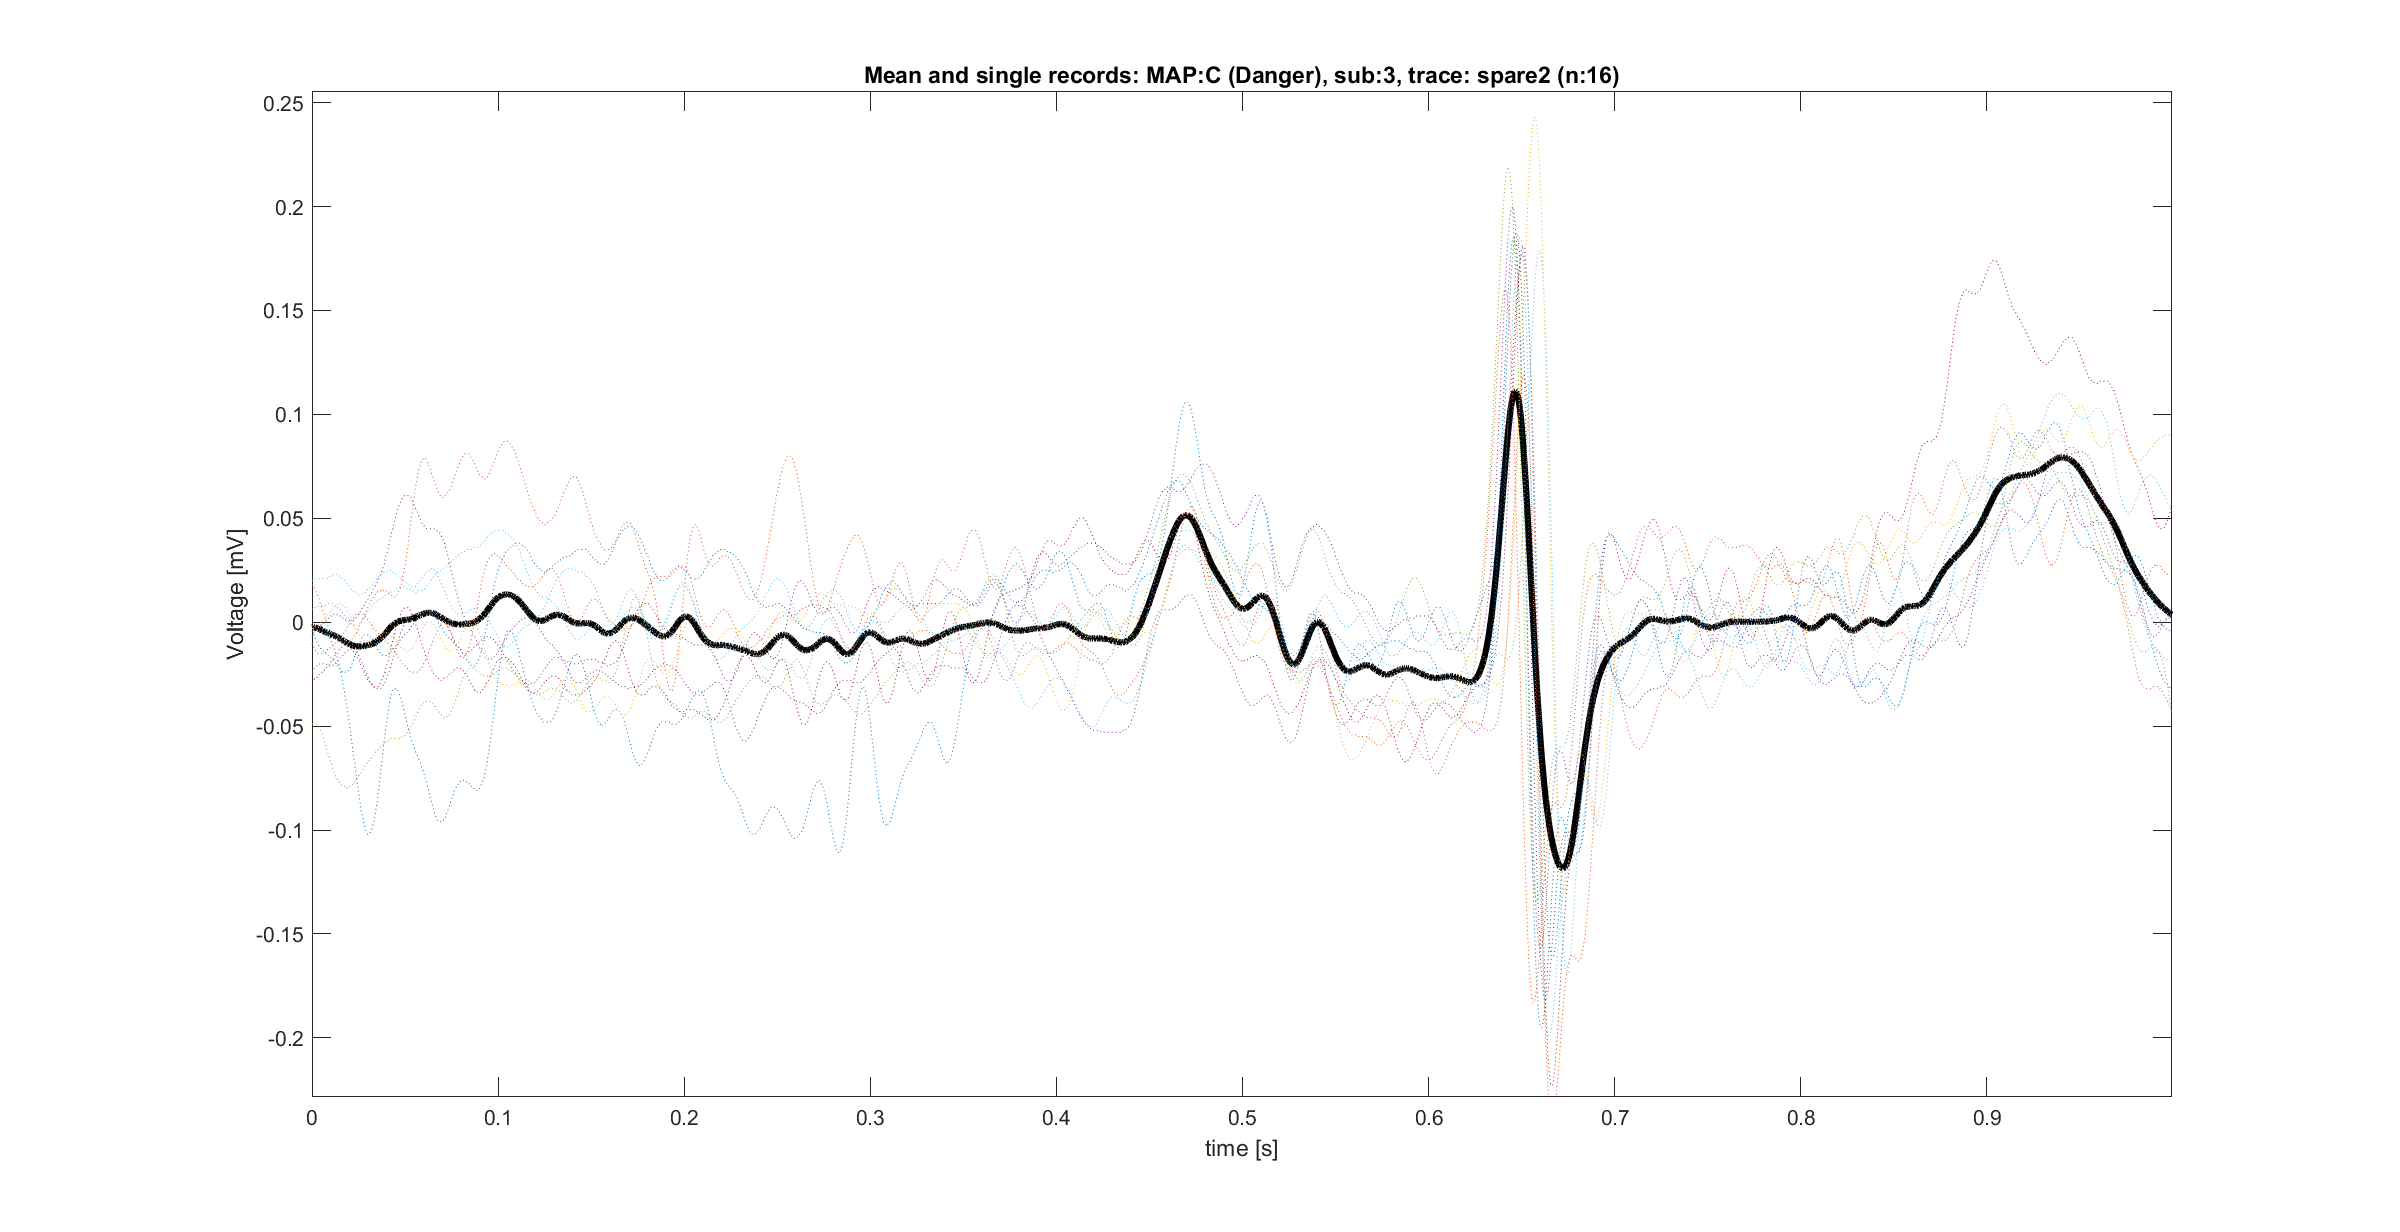 Mean and single records: MAP:C (Danger), sub:3, trace: spare2 (n:16)
0.25
0.2
0.15
0.1
0.05
0
-0.05
-0.1
-0.15
-0.2
Voltage [mV]
0 0.1 0.2 0.3 0.4 0.5 0.6 0.7 0.8 0.9
time [s]